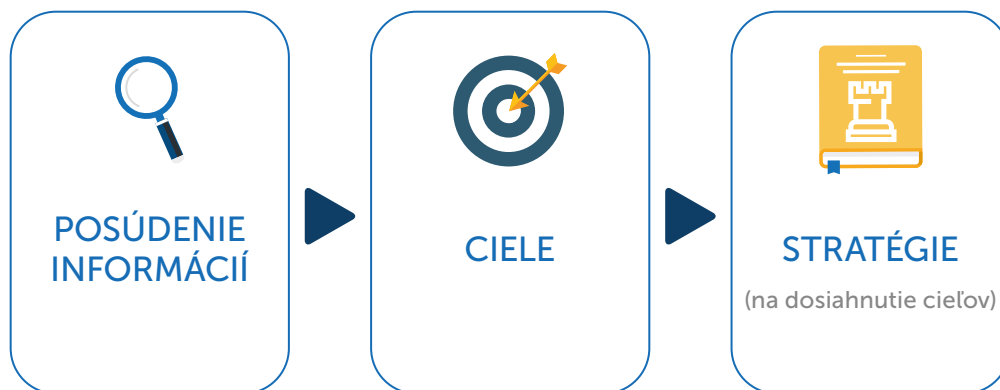 POSÚDENIE
INFORMÁCIÍ
CIELE
STRATÉGIE
(na dosiahnutie cieľov)